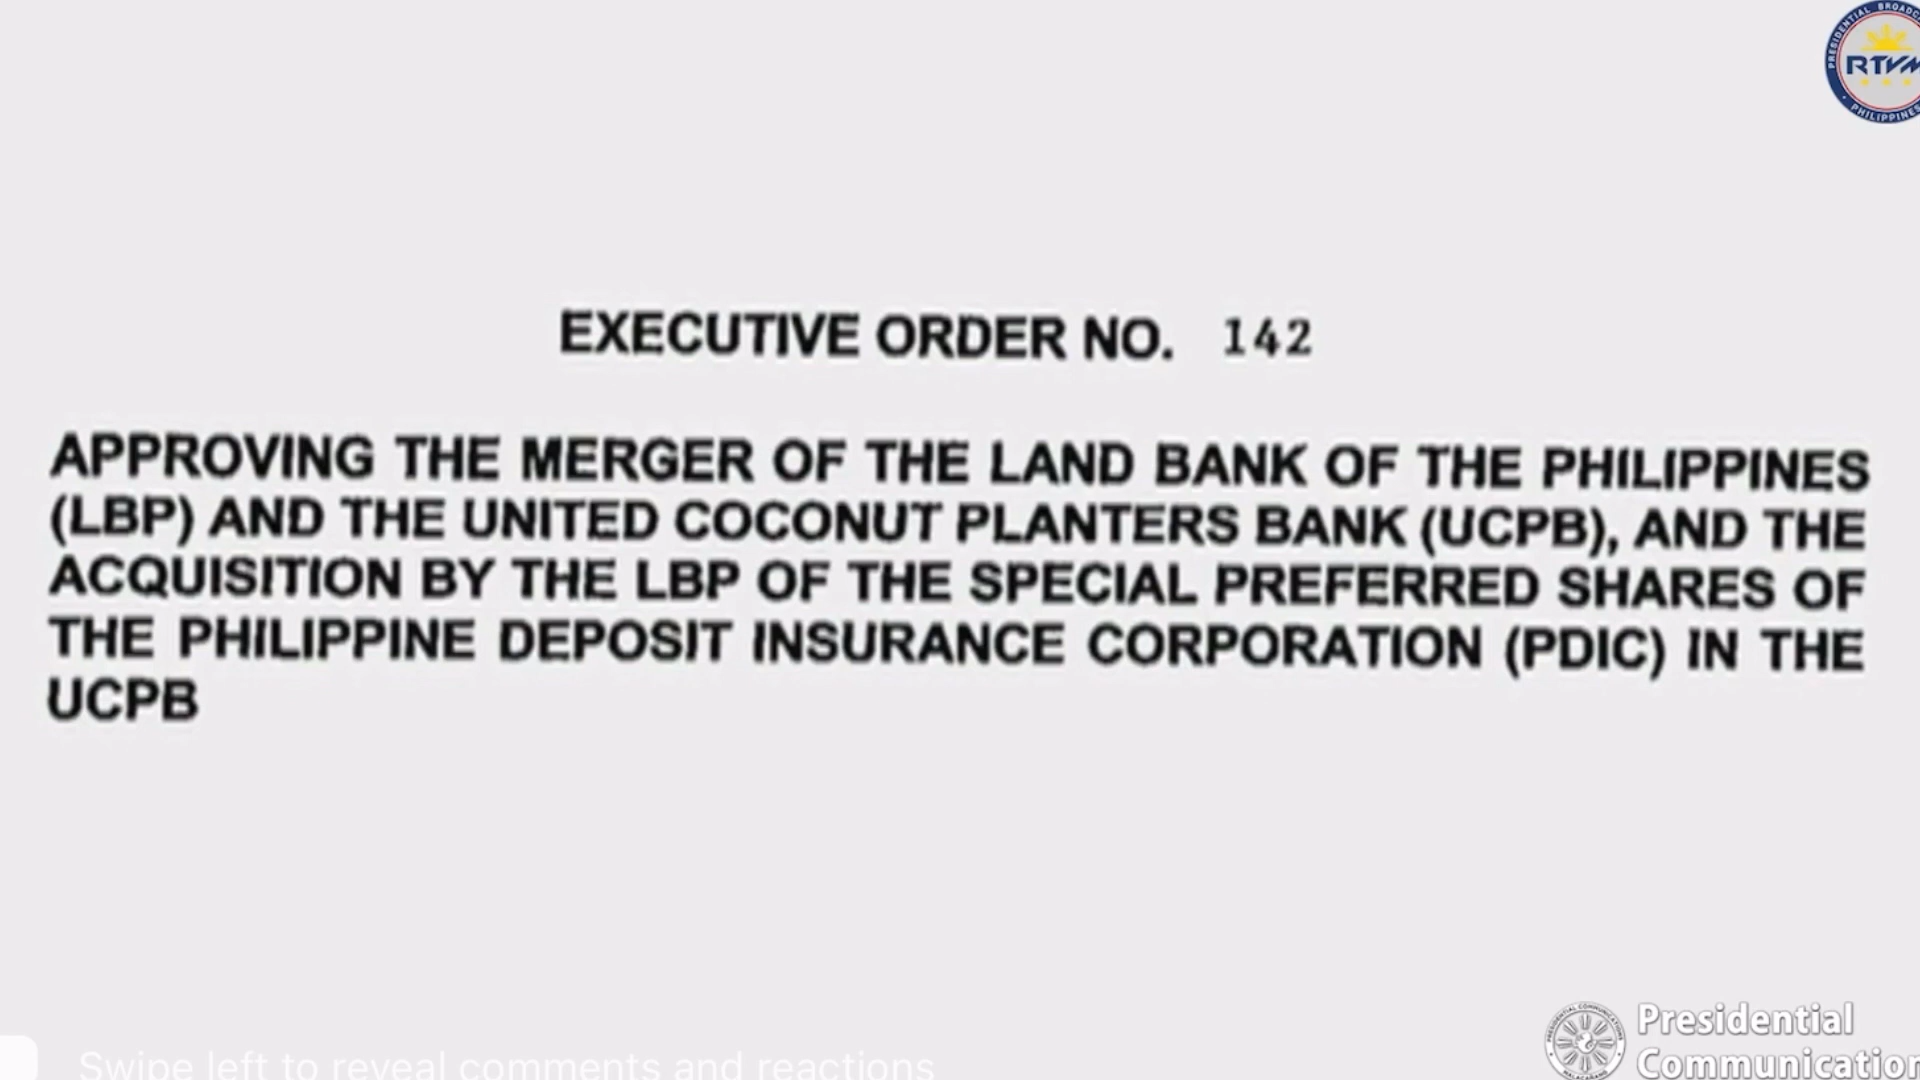 RTVM
PHILIPPINES
EXECUTIVE ORDER NO. 142
APPROVING THE MERGER OF THE LAND BANK OF THE PHILIPPINES
(LBP) AND THE UNITED COCONUT PLANTERS BANK (UCPB), AND THE
ACQUISITION BY THE LBP OF THE SPECIAL PREFERRED SHARES OF
THE PHILIPPINE DEPOSIT INSURANCE CORPORATION (PDIC) IN THE
UCPB
Presidential
Communication
Swipe left to reveal comments and reactions